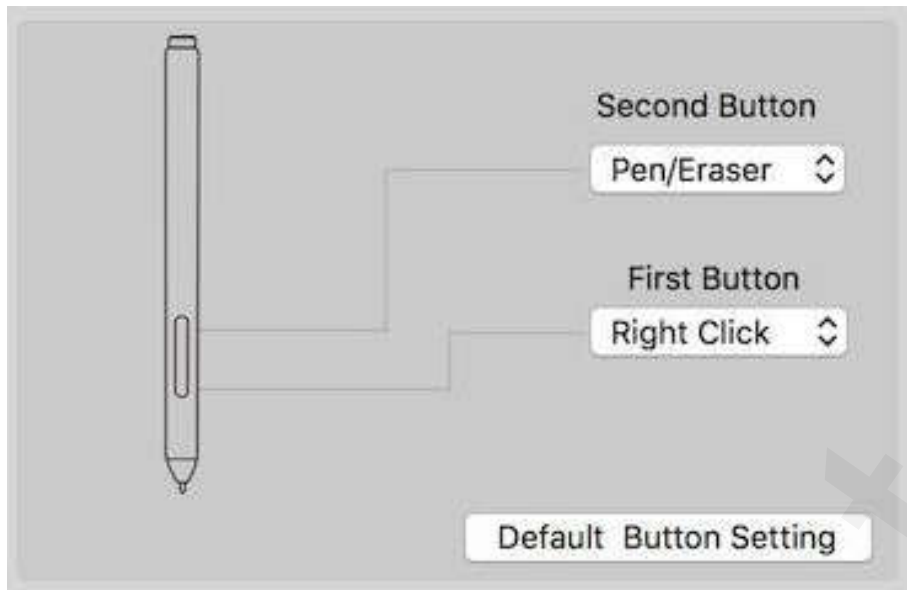 Second Button
Pen/Eraser
First Button
Right Click
Default Button Setting